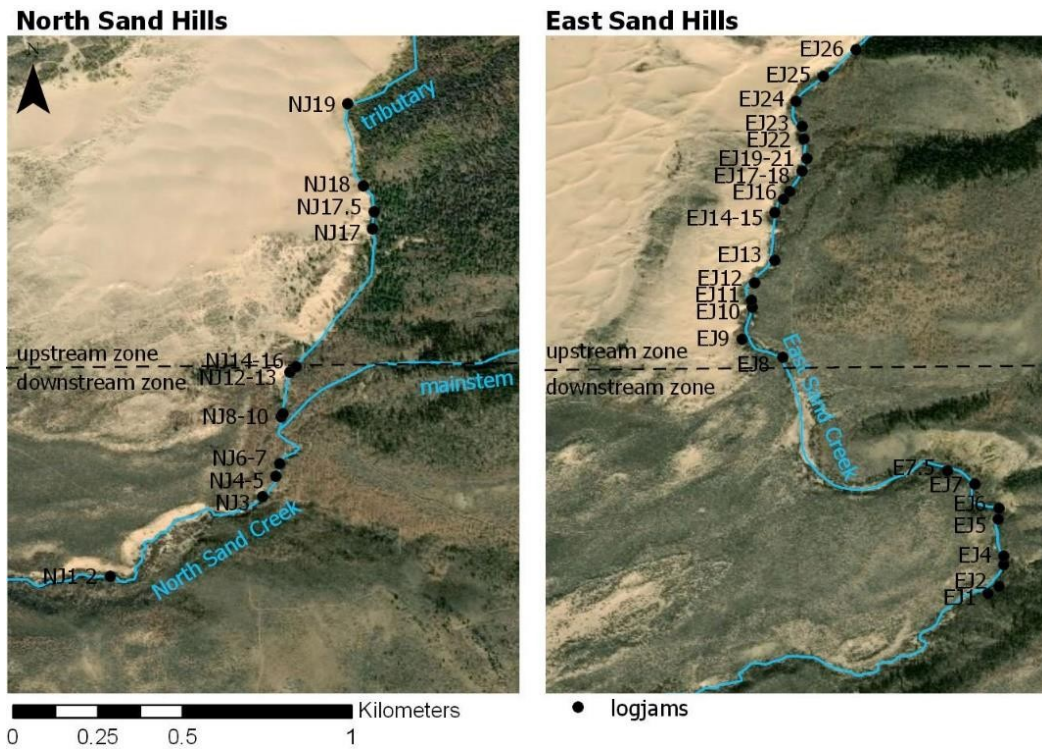 North Sand Hills
NJ19
tributary
NJ18
NJ17.5
NJ17
upstream zone
NJ14-16
downstream zone
NJ12-13
mainstem
NJ8-10
NJ6-7
NJ4-5
NJ3
North Sand Creek
NJ1-2
Kilometers
0 0.25 0.5 1
East Sand Hills
EJ26
EJ25
EJ24
EJ23
EJ22
EJ19-21
EJ17-18
EJ16
EJ14-15
EJ13
EJ12
EJ11
EJ10
EJ9
upstream zone
EJ8
downstream zone
East Sand Creek
E7.5
EJ7
EJ6
EJ5
EJ4
EJ2
EJ1
logjams